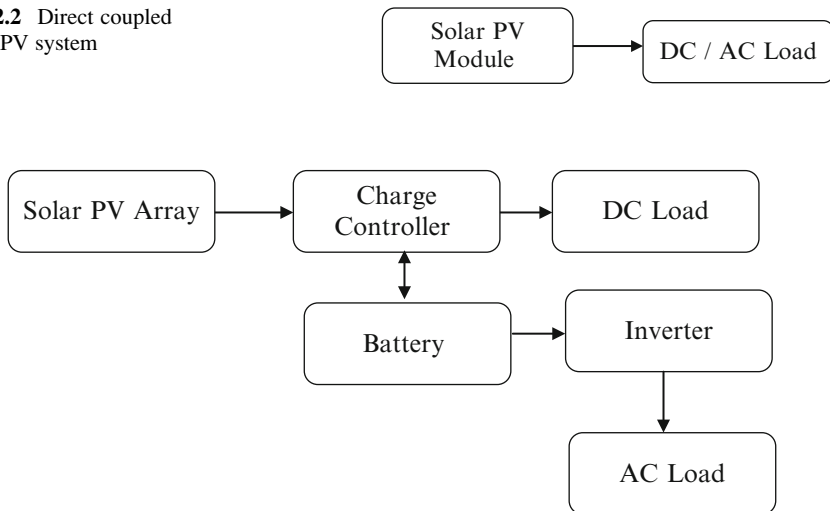 2.2 Direct coupled
PV system
Solar PV
Module
DC / AC Load
Solar PV Array
Charge
Controller
DC Load
Battery
Inverter
AC Load